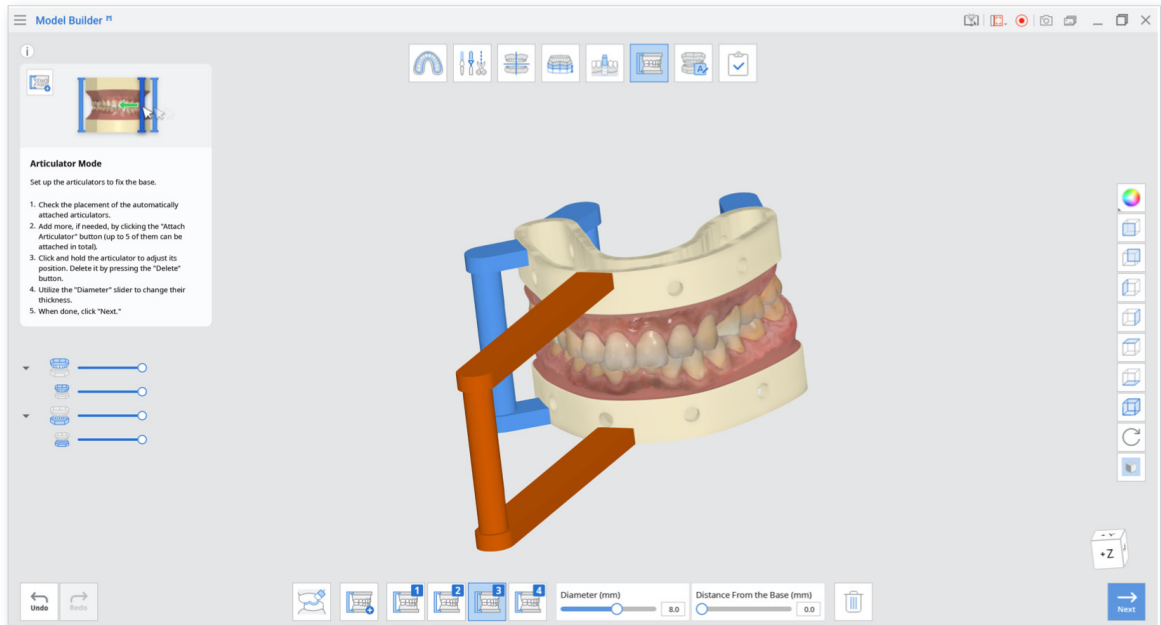 Model Builder
Articulator Mode
Set up the articulators to fix the base.
1. Check the placement of the automatically
attached articulators.
2. Add more, if needed, by clicking the "Attach
Articulator" button (up to 5 of them can be
attached in total).
3. Click and hold the articulator to adjust its
position. Delete it by pressing the "Delete"
button.
4. Utilize the "Diameter" slider to change their
thickness.
5. When done, click "Next."
+Z
Undo
Redo
1
2
3
4
Diameter (mm)
8.0
Distance From the Base (mm)
0.0
Next